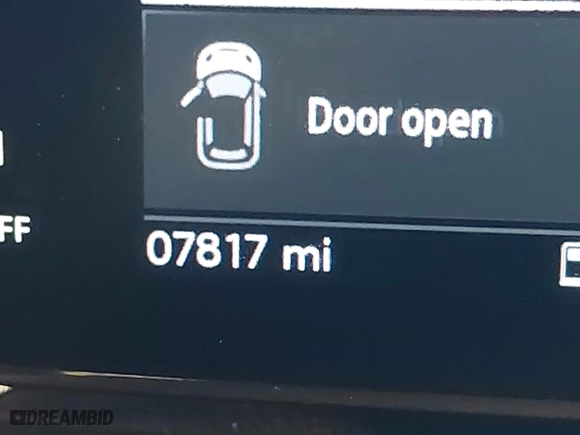 Door open
FF
07817 mi
DREAMBID